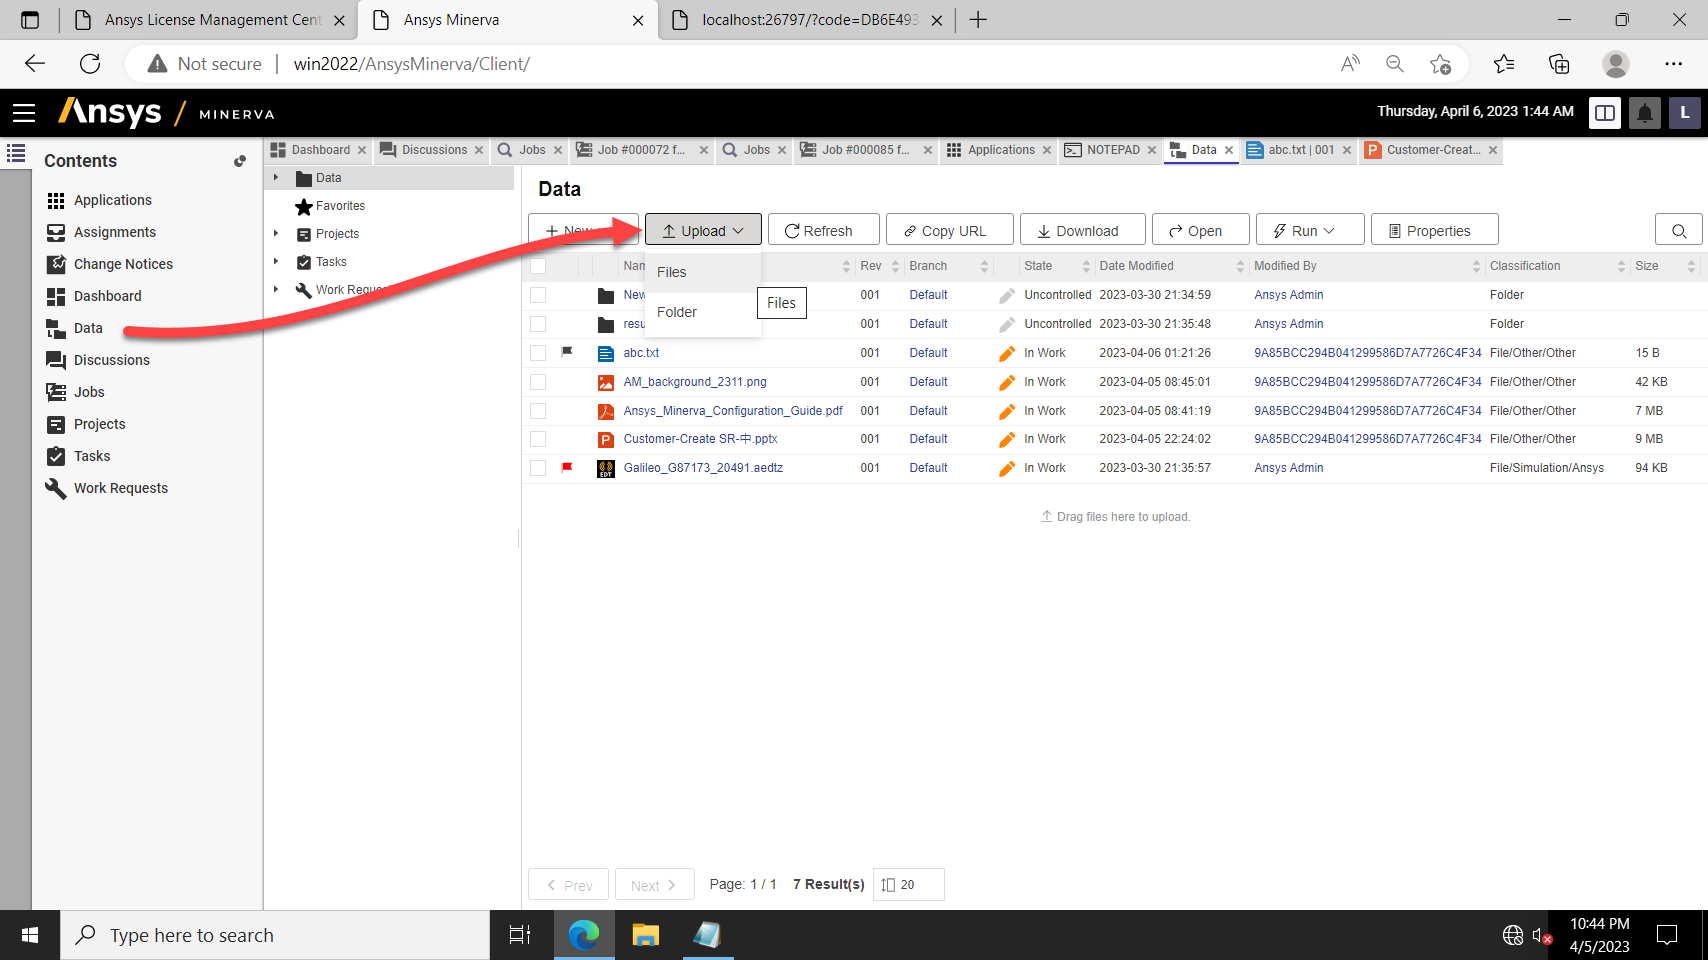 Ansys License Management Cent
Ansys Minerva
localhost:26797/?code=DB6E493
Not secure
win2022/AnsysMinerva/Client/
Ansys / MINERVA
Thursday, April 6, 2023 1:44 AM
L
Contents
Applications
Assignments
Change Notices
Dashboard
Data
Discussions
Jobs
Projects
Tasks
Work Requests
Dashboard
Discussions
Jobs
Job #000072 f...
Jobs
Job #000085 f...
Applications
NOTEPAD
Data
abc.txt | 001
Customer-Creat...
Data
Favorites
Projects
Tasks
Work Reque
Data
New
Upload
Refresh
Copy URL
Download
Open
Run
Properties
Files
Folder
Files
Nam Rev Branch State Date Modified Modified By Classification Size
New 001 Default Uncontrolled 2023-03-30 21:34:59 Ansys Admin Folder
resu 001 Default Uncontrolled 2023-03-30 21:35:48 Ansys Admin Folder
abc.txt 001 Default In Work 2023-04-06 01:21:26 9A85BCC294B041299586D7A7726C4F34 File/Other/Other 15 B
AM_background_2311.png 001 Default In Work 2023-04-05 08:45:01 9A85BCC294B041299586D7A7726C4F34 File/Other/Other 42 KB
Ansys_Minerva_Configuration_Guide.pdf 001 Default In Work 2023-04-05 08:41:19 9A85BCC294B041299586D7A7726C4F34 File/Other/Other 7 MB
Customer-Create SR-中.pptx 001 Default In Work 2023-04-05 22:24:02 9A85BCC294B041299586D7A7726C4F34 File/Other/Other 9 MB
EDT Galileo_G87173_20491.aedtz 001 Default In Work 2023-03-30 21:35:57 Ansys Admin File/Simulation/Ansys 94 KB
Drag files here to upload.
Prev
Next
Page: 1 / 1
7 Result(s)
20
Type here to search
10:44 PM
4/5/2023